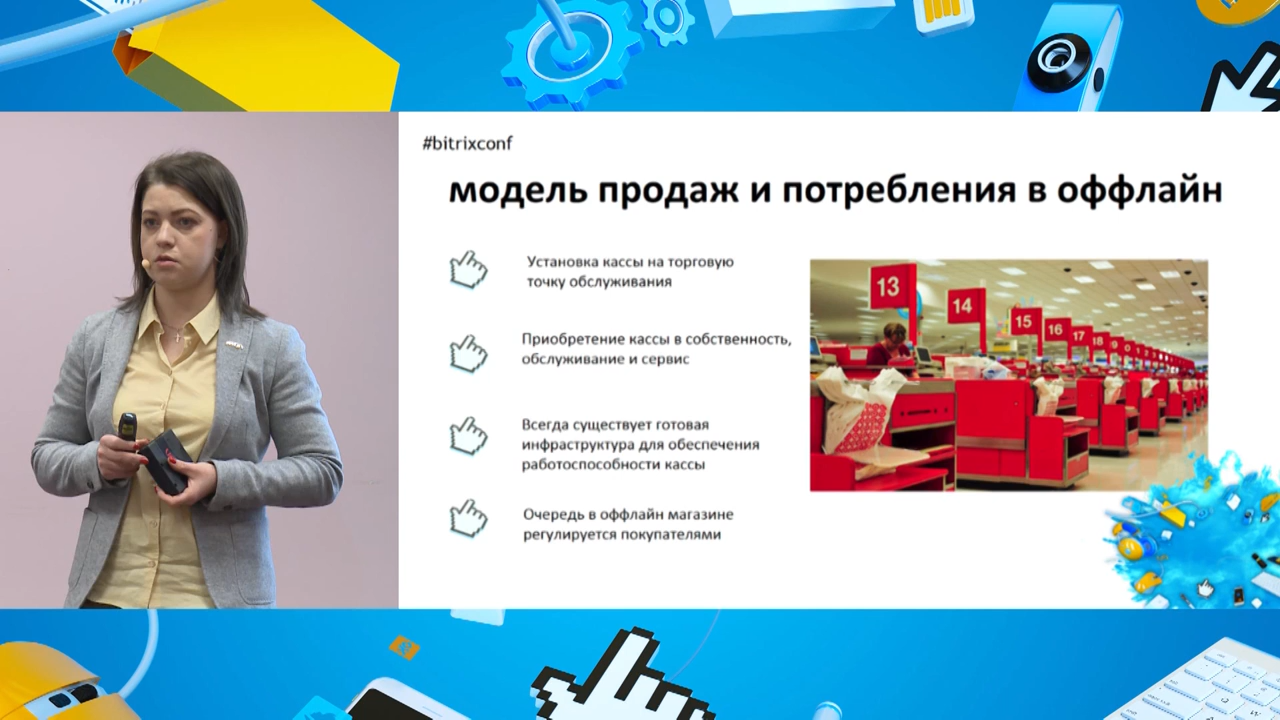 #bitrixconf
модель продаж и потребления в оффлайн
Установка кассы на торговую
точку обслуживания
Приобретение кассы в собственность,
обслуживание и сервис
Всегда существует готовая
инфраструктура для обеспечения
работоспособности кассы
Очередь в оффлайн магазине
регулируется покупателями
13
14
15
16
17
18